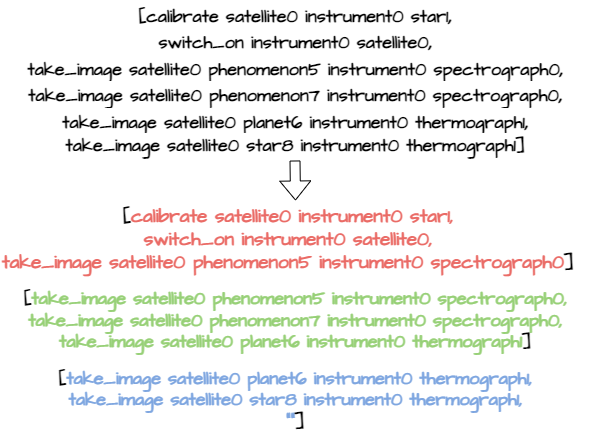 [calibrate satellite0 instrument0 star1,
switch_on instrument0 satellite0,
take_image satellite0 phenomenon5 instrument0 spectrograph0,
take_image satellite0 phenomenon7 instrument0 spectrograph0,
take_image satellite0 planet6 instrument0 thermograph1,
take_image satellite0 star8 instrument0 thermograph1]
[calibrate satellite0 instrument0 star1,
switch_on instrument0 satellite0,
take_image satellite0 phenomenon5 instrument0 spectrograph0]
[take_image satellite0 phenomenon5 instrument0 spectrograph0,
take_image satellite0 phenomenon7 instrument0 spectrograph0,
take_image satellite0 planet6 instrument0 thermograph1]
[take_image satellite0 planet6 instrument0 thermograph1,
take_image satellite0 star8 instrument0 thermograph1,
""]